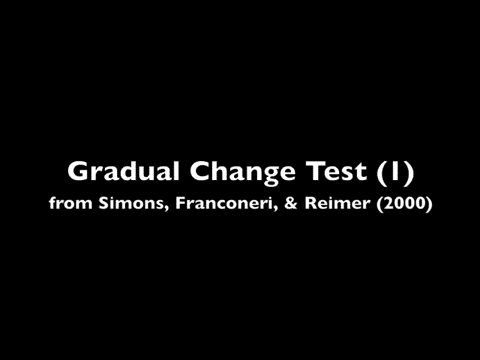 Gradual Change Test (1)
from Simons, Franconeri, & Reimer (2000)